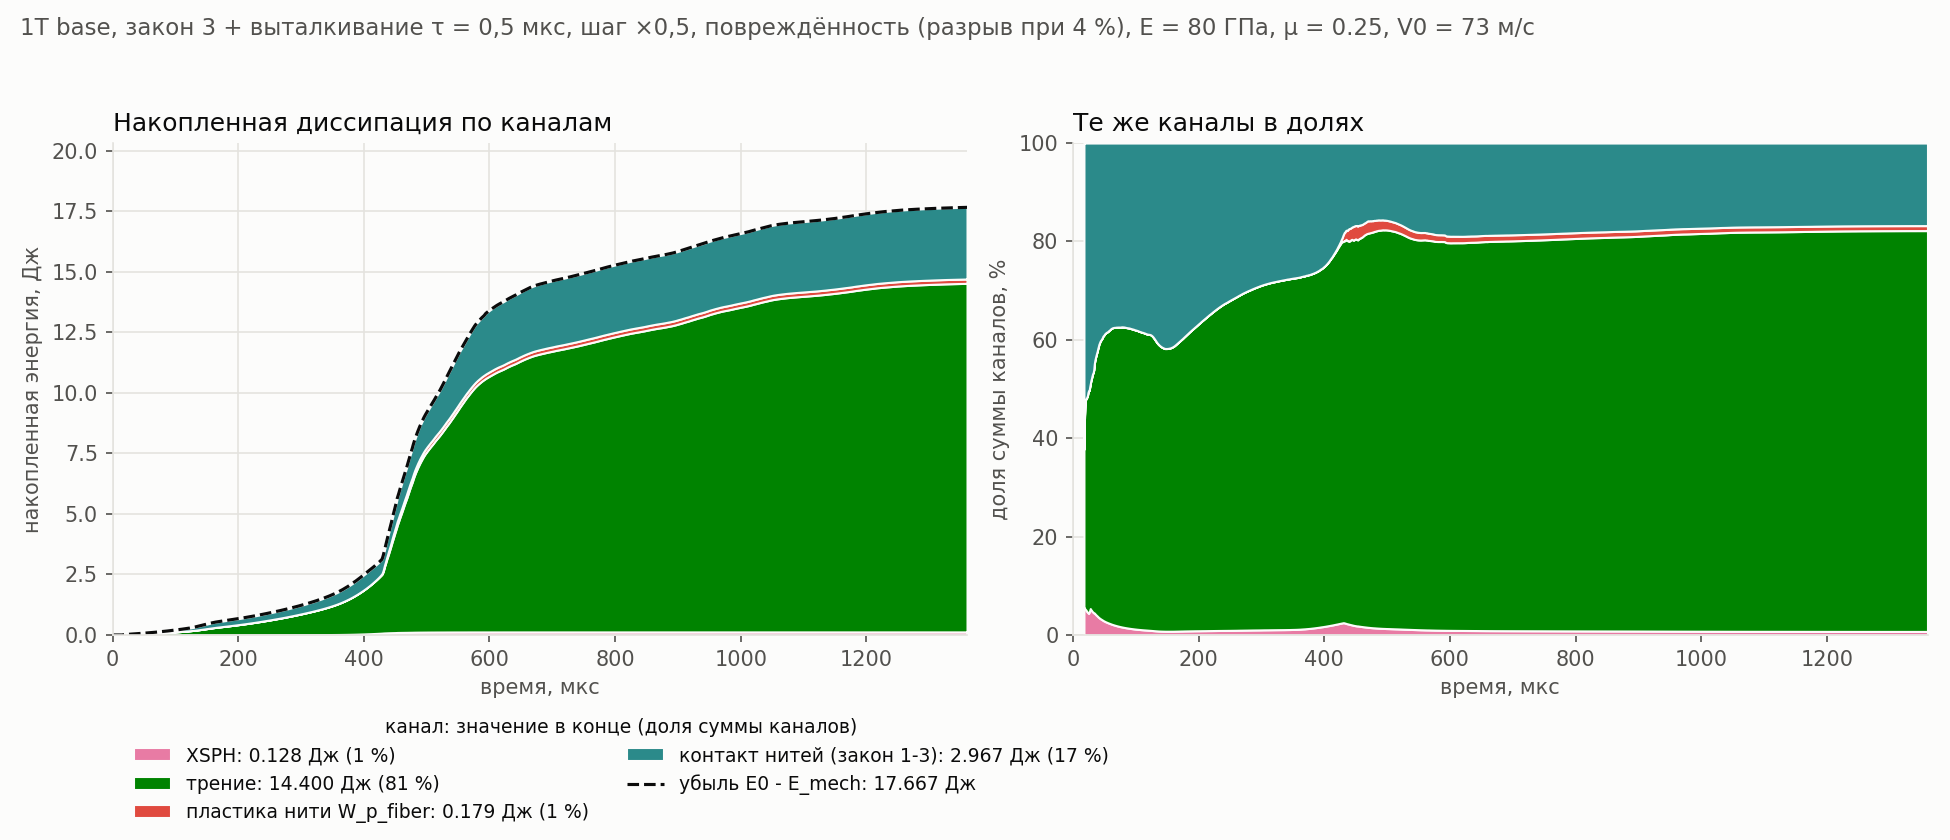 1T base, закон 3 + выталкивание τ = 0,5 мкс, шаг ×0,5, повреждённость (разрыв при 4 %), E = 80 ГПа, μ = 0.25, V0 = 73 м/с
Накопленная диссипация по каналам
накопленная энергия, Дж
20.0
17.5
15.0
12.5
10.0
7.5
5.0
2.5
0.0
0 200 400 600 800 1000 1200
время, мкс
Те же каналы в долях
доля суммы каналов, %
100
80
60
40
20
0
0 200 400 600 800 1000 1200
время, мкс
канал: значение в конце (доля суммы каналов)
XSPH: 0.128 Дж (1 %)
трение: 14.400 Дж (81 %)
пластика нити W_p_fiber: 0.179 Дж (1 %)
контакт нитей (закон 1-3): 2.967 Дж (17 %)
убыль E0 - E_mech: 17.667 Дж